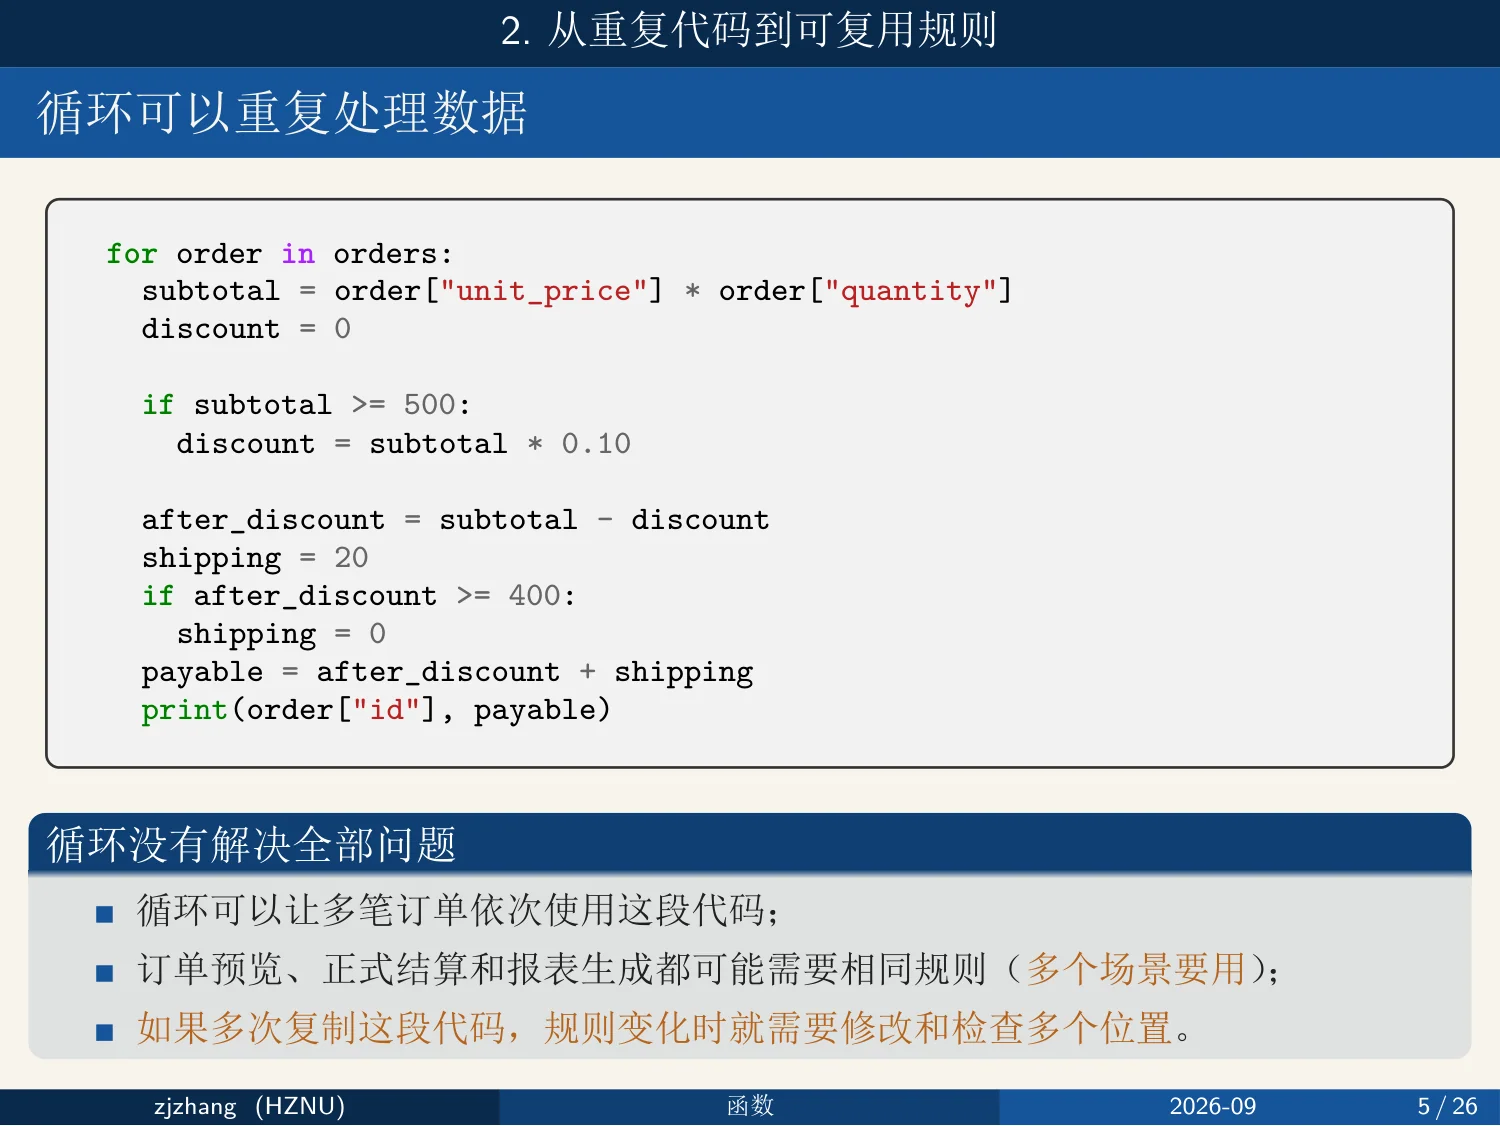 2. 从重复代码到可复用规则
循环可以重复处理数据
for order in orders:
  subtotal = order["unit_price"] * order["quantity"]
  discount = 0

  if subtotal >= 500:
    discount = subtotal * 0.10

  after_discount = subtotal - discount
  shipping = 20
  if after_discount >= 400:
    shipping = 0
  payable = after_discount + shipping
  print(order["id"], payable)
循环没有解决全部问题
■ 循环可以让多笔订单依次使用这段代码；
■ 订单预览、正式结算和报表生成都可能需要相同规则（多个场景要用）；
■ 如果多次复制这段代码，规则变化时就需要修改和检查多个位置。
zjzhang (HZNU) 函数 2026-09 5 / 26